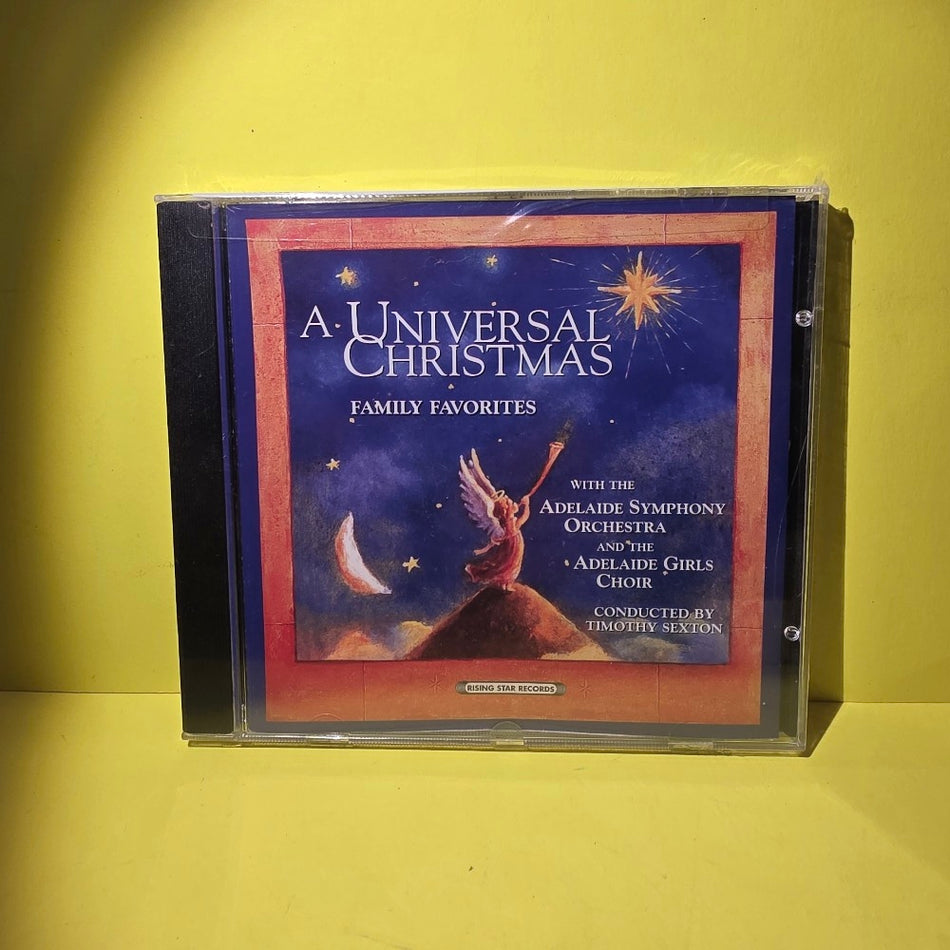 A UNIVERSAL
CHRISTMAS
FAMILY FAVORITES
WITH THE
ADELAIDE SYMPHONY
ORCHESTRA
AND THE
ADELAIDE GIRLS
CHOIR
CONDUCTED BY
TIMOTHY SEXTON
RISING STAR RECORDS